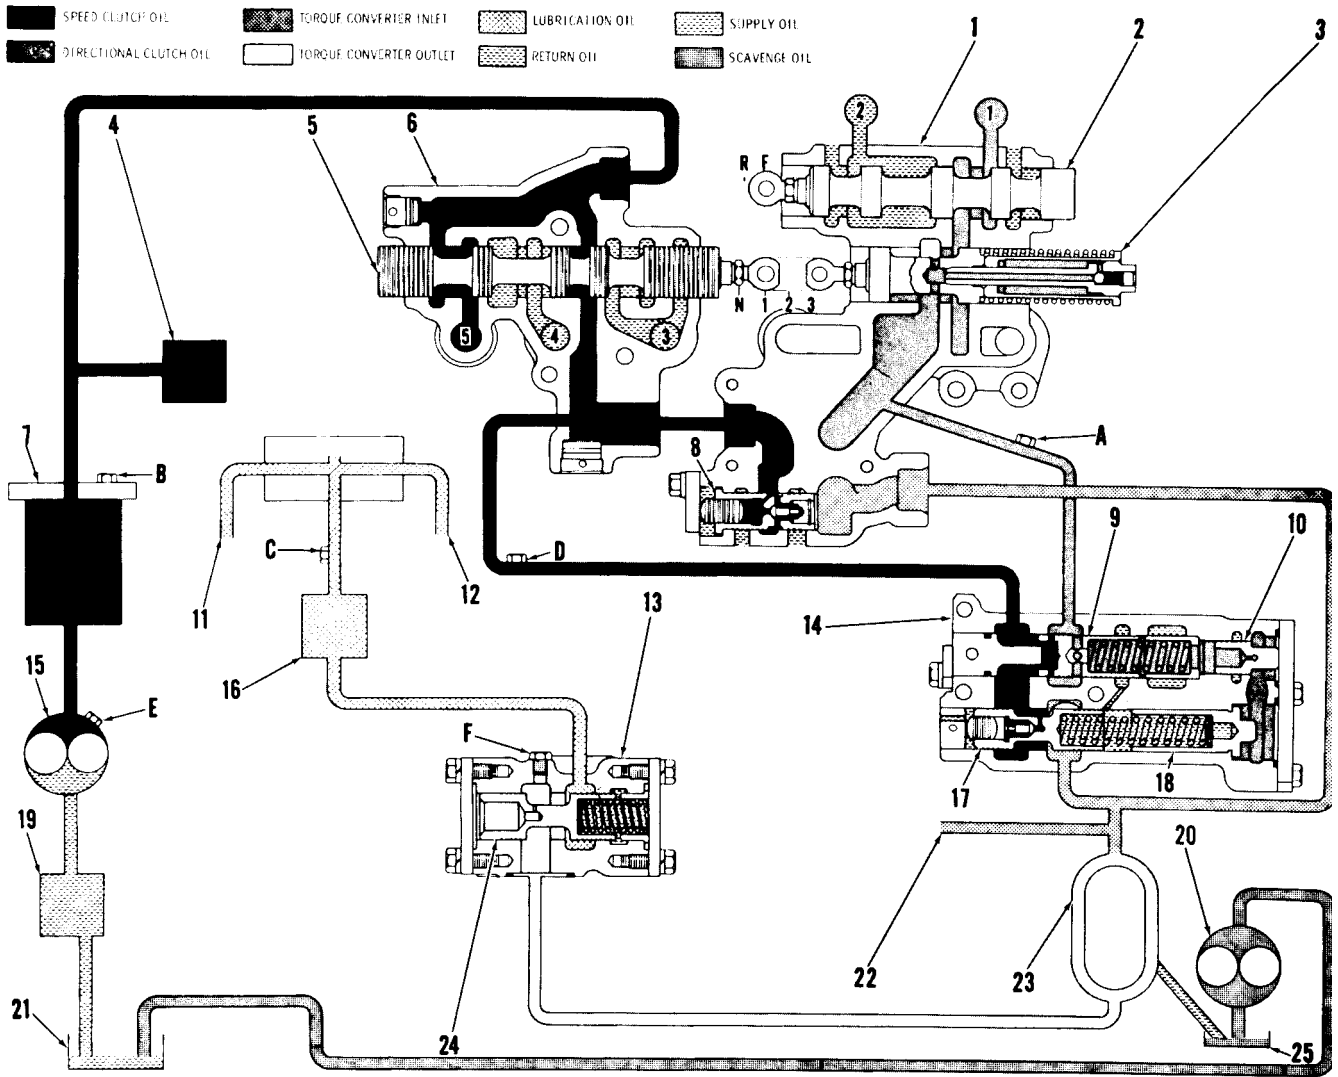 SPEED CLUTCH OIL
TORQUE CONVERTER INLET
LUBRICATION OIL
SUPPLY OIL
DIRECTIONAL CLUTCH OIL
TORQUE CONVERTER OUTLET
RETURN OIL
SCAVENGE OIL
1
2
3
4
5
6
2
1
R F
N 1 2 3
5
4
3
7
B
A
8
C
D
9
10
11
12
13
14
15
E
16
F
17
18
19
20
21
22
23
24
25